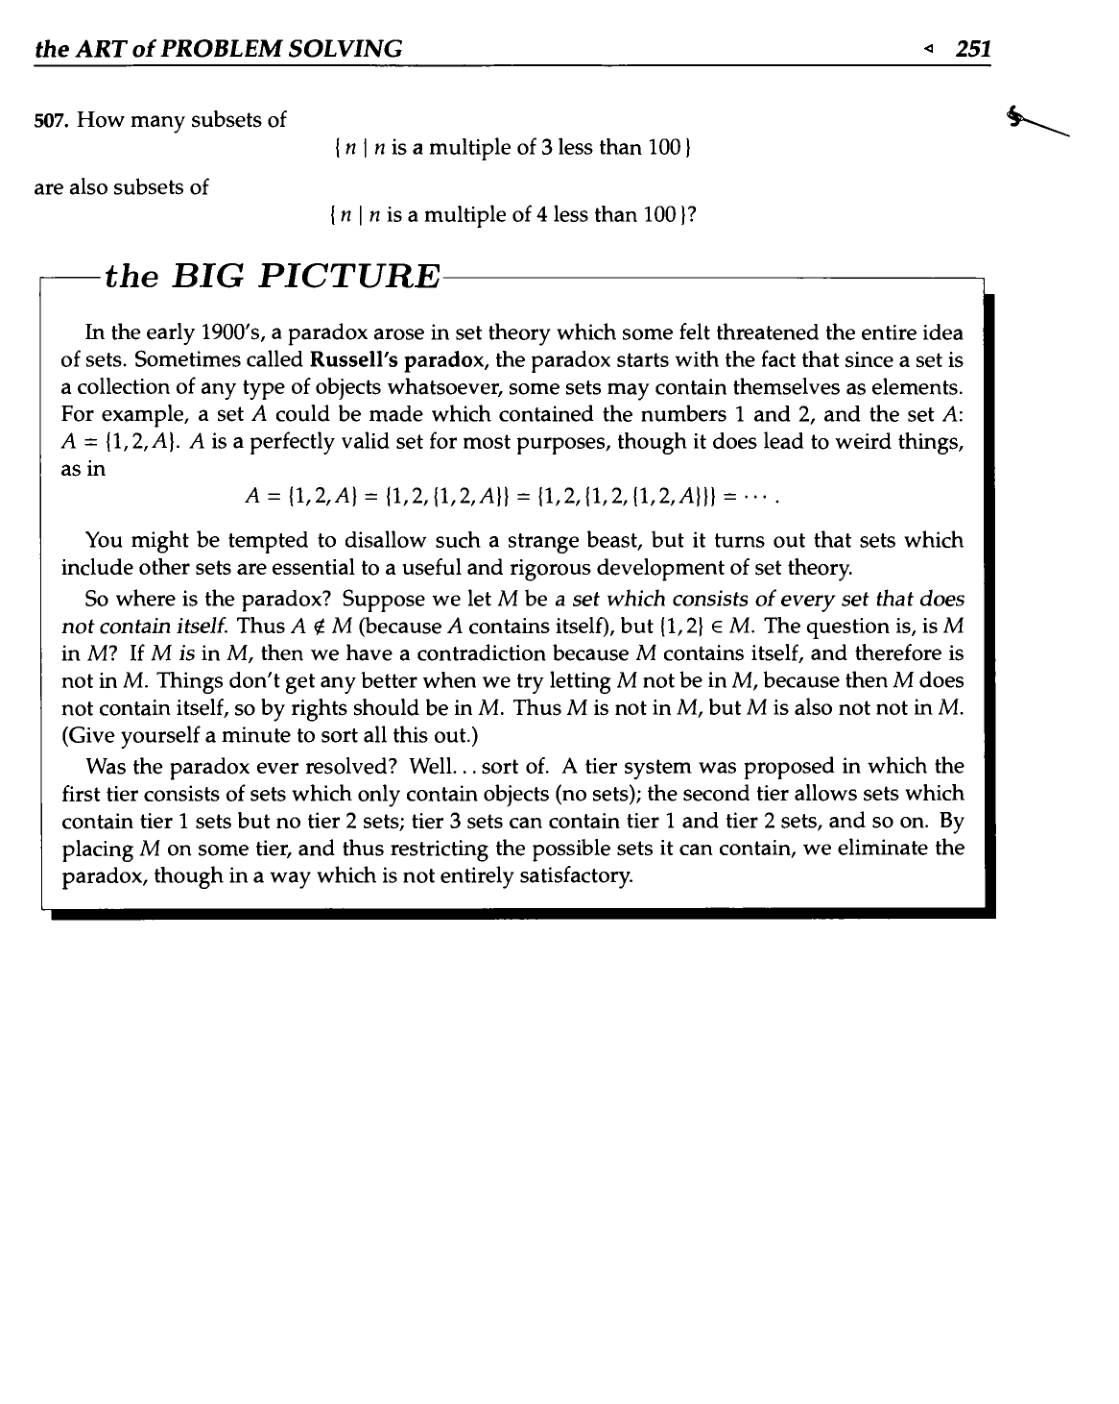 the ART of PROBLEM SOLVING ◃ 251
507. How many subsets of
{ n | n is a multiple of 3 less than 100 }
are also subsets of
{ n | n is a multiple of 4 less than 100 }?
the BIG PICTURE
In the early 1900's, a paradox arose in set theory which some felt threatened the entire idea
of sets. Sometimes called Russell's paradox, the paradox starts with the fact that since a set is
a collection of any type of objects whatsoever, some sets may contain themselves as elements.
For example, a set A could be made which contained the numbers 1 and 2, and the set A:
A = {1, 2, A}. A is a perfectly valid set for most purposes, though it does lead to weird things,
as in
A = {1, 2, A} = {1, 2, {1, 2, A}} = {1, 2, {1, 2, {1, 2, A}}} = ··· .
You might be tempted to disallow such a strange beast, but it turns out that sets which
include other sets are essential to a useful and rigorous development of set theory.
So where is the paradox? Suppose we let M be a set which consists of every set that does
not contain itself. Thus A ∉ M (because A contains itself), but {1, 2} ∈ M. The question is, is M
in M? If M is in M, then we have a contradiction because M contains itself, and therefore is
not in M. Things don't get any better when we try letting M not be in M, because then M does
not contain itself, so by rights should be in M. Thus M is not in M, but M is also not not in M.
(Give yourself a minute to sort all this out.)
Was the paradox ever resolved? Well... sort of. A tier system was proposed in which the
first tier consists of sets which only contain objects (no sets); the second tier allows sets which
contain tier 1 sets but no tier 2 sets; tier 3 sets can contain tier 1 and tier 2 sets, and so on. By
placing M on some tier, and thus restricting the possible sets it can contain, we eliminate the
paradox, though in a way which is not entirely satisfactory.